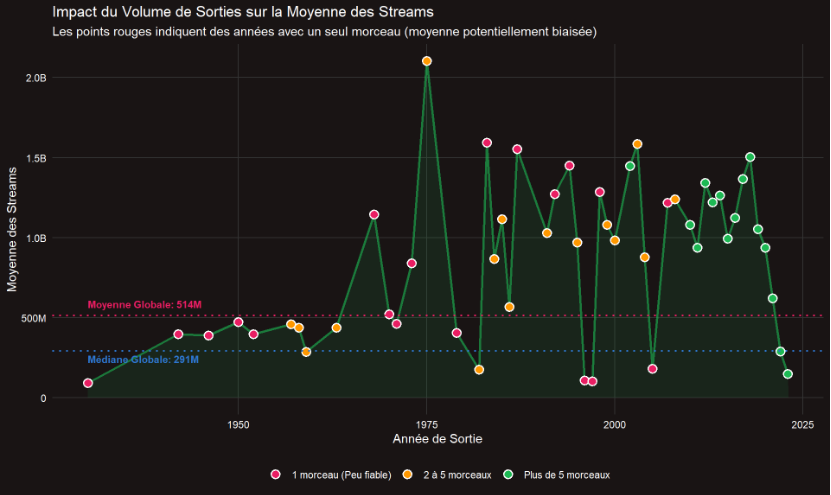 Impact du Volume de Sorties sur la Moyenne des Streams
Les points rouges indiquent des années avec un seul morceau (moyenne potentiellement biaisée)
Moyenne des Streams
2.0B
1.5B
1.0B
500M
0
Moyenne Globale: 514M
Médiane Globale: 291M
1950
1975
2000
2025
Année de Sortie
1 morceau (Peu fiable)
2 à 5 morceaux
Plus de 5 morceaux